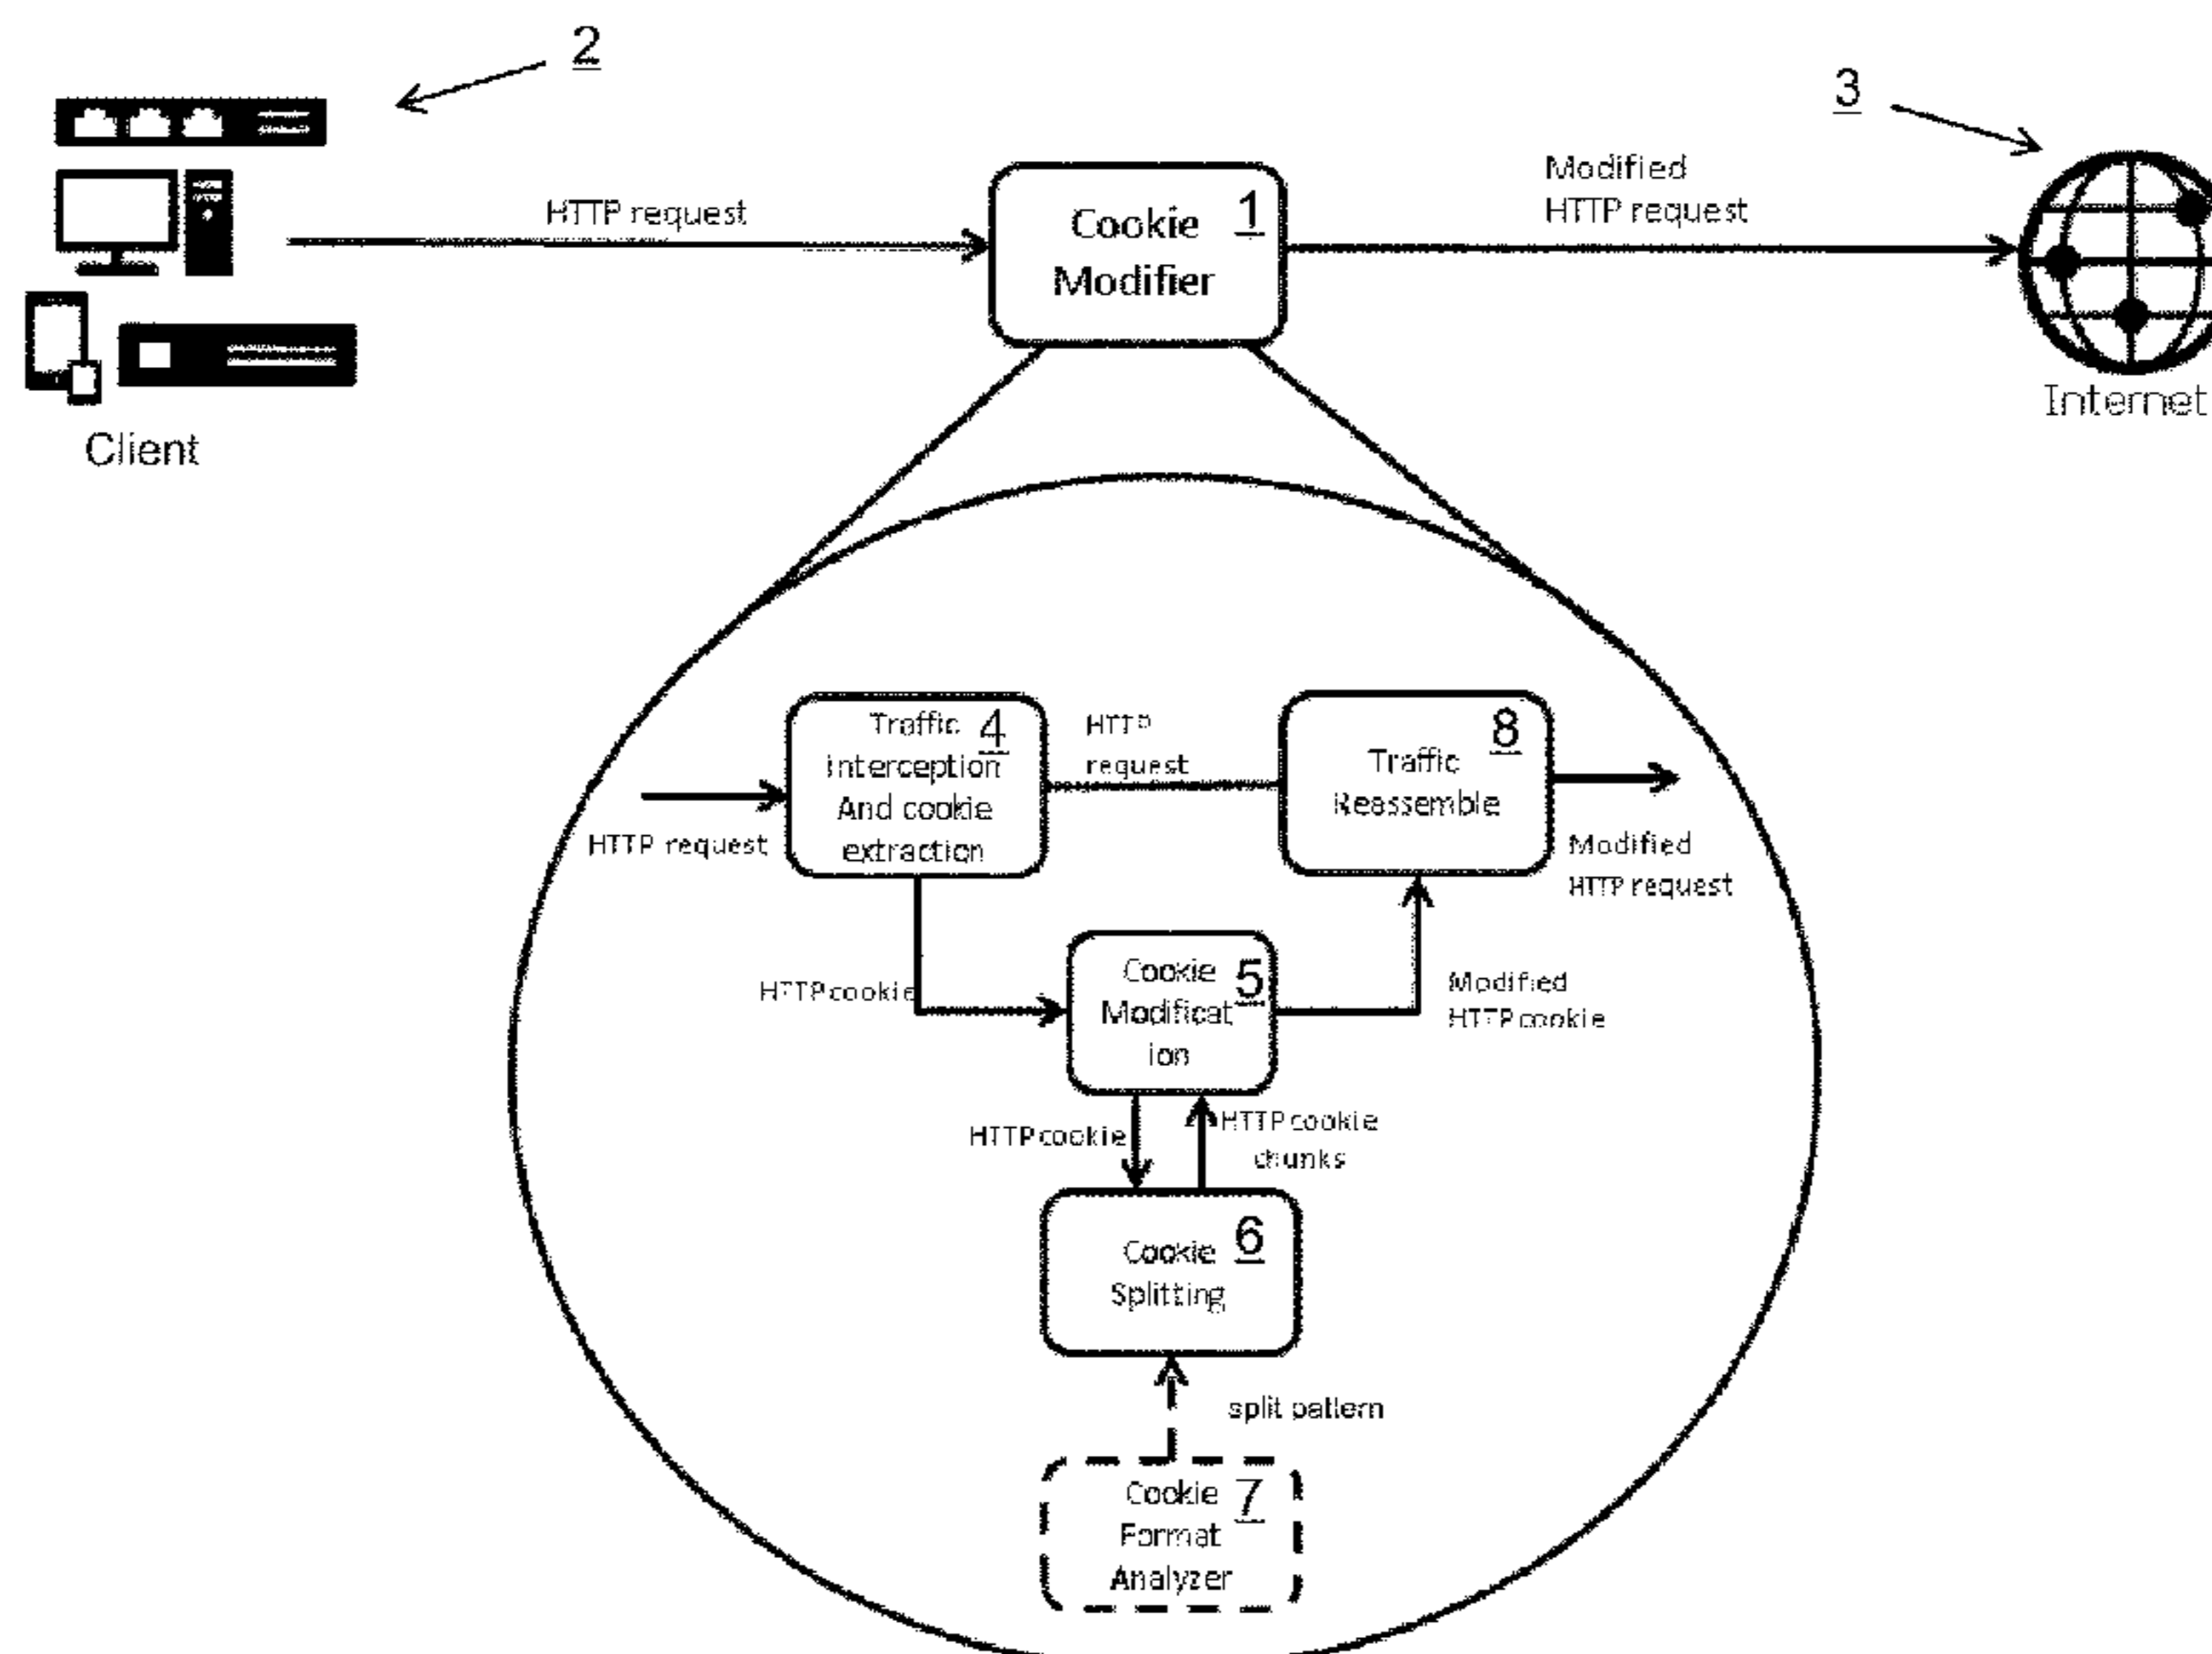 2
3
HTTP request
Cookie 1
Modifier
Modified
HTTP request
Client
Internet
Traffic 4
interception
And cookie
extraction
HTTP
request
8
Traffic
Reassemble
HTTP request
Modified
HTTP request
HTTP cookie
Cookie 5
Modificat
ion
Modified
HTTP cookie
HTTP cookie
HTTP cookie
chunks
Cookie 6
Splitting
split pattern
Cookie 7
Format
Analyzer